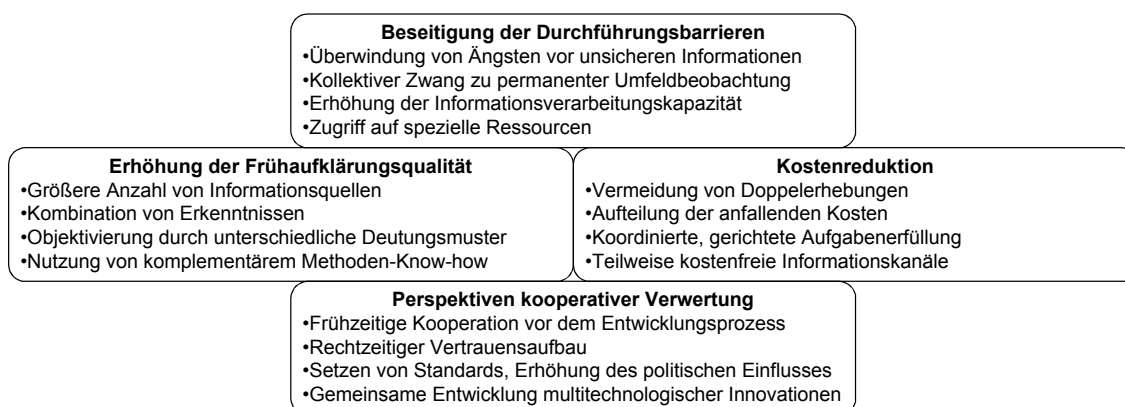 Beseitigung der Durchführungsbarrieren
•Überwindung von Ängsten vor unsicheren Informationen
•Kollektiver Zwang zu permanenter Umfeldbeobachtung
•Erhöhung der Informationsverarbeitungskapazität
•Zugriff auf spezielle Ressourcen
Erhöhung der Frühaufklärungsqualität
•Größere Anzahl von Informationsquellen
•Kombination von Erkenntnissen
•Objektivierung durch unterschiedliche Deutungsmuster
•Nutzung von komplementärem Methoden-Know-how
Kostenreduktion
•Vermeidung von Doppelerhebungen
•Aufteilung der anfallenden Kosten
•Koordinierte, gerichtete Aufgabenerfüllung
•Teilweise kostenfreie Informationskanäle
Perspektiven kooperativer Verwertung
•Frühzeitige Kooperation vor dem Entwicklungsprozess
•Rechtzeitiger Vertrauensaufbau
•Setzen von Standards, Erhöhung des politischen Einflusses
•Gemeinsame Entwicklung multitechnologischer Innovationen